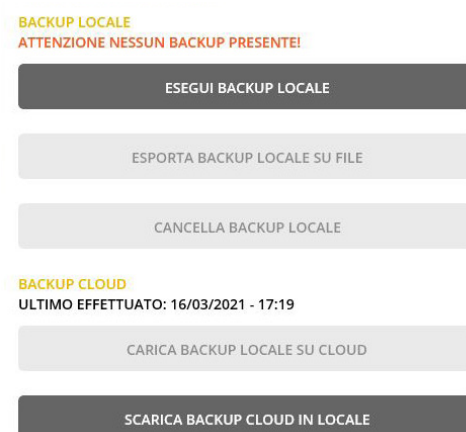 BACKUP LOCALE
ATTENZIONE NESSUN BACKUP PRESENTE!
ESEGUI BACKUP LOCALE
ESPORTA BACKUP LOCALE SU FILE
CANCELLA BACKUP LOCALE
BACKUP CLOUD
ULTIMO EFFETTUATO: 16/03/2021 - 17:19
CARICA BACKUP LOCALE SU CLOUD
SCARICA BACKUP CLOUD IN LOCALE